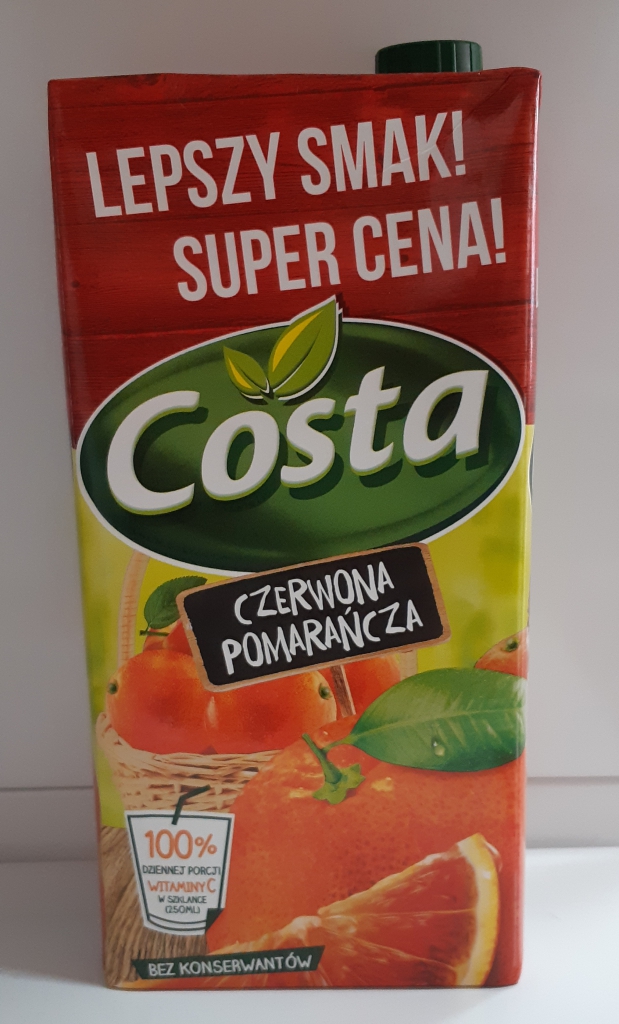 LEPSZY SMAK!
SUPER CENA!
Costa
CZERWONA
POMARAŃCZA
100%
DZIENNEJ PORCJI
WITAMINY C
W SZKLANCE
(250ML)
BEZ KONSERWANTÓW